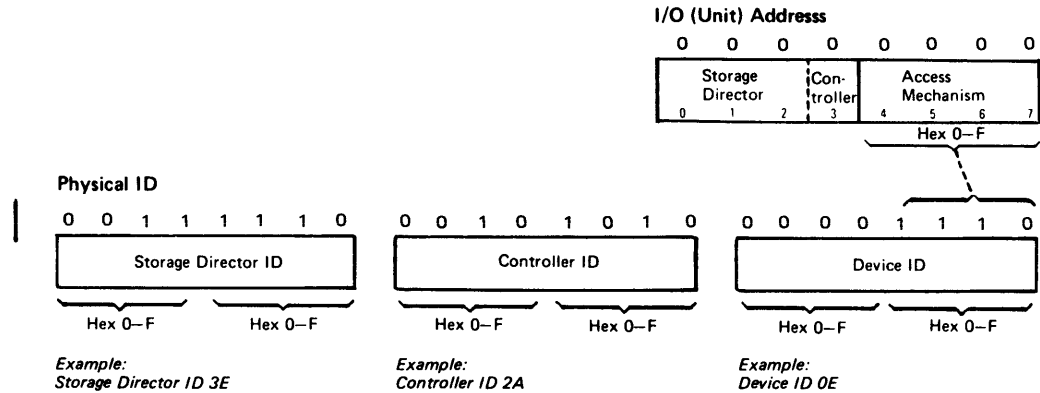 I/O (Unit) Addresss
0 0 0 0 0 0 0 0
Storage Director
Con-troller
Access Mechanism
0 1 2 3 4 5 6 7
Hex 0–F
Physical ID
0 0 1 1 1 1 1 0
0 0 1 0 1 0 1 0
0 0 0 0 1 1 1 0
Storage Director ID
Controller ID
Device ID
Hex 0–F
Hex 0–F
Hex 0–F
Hex 0–F
Hex 0–F
Hex 0–F
Example:
Storage Director ID 3E
Example:
Controller ID 2A
Example:
Device ID 0E